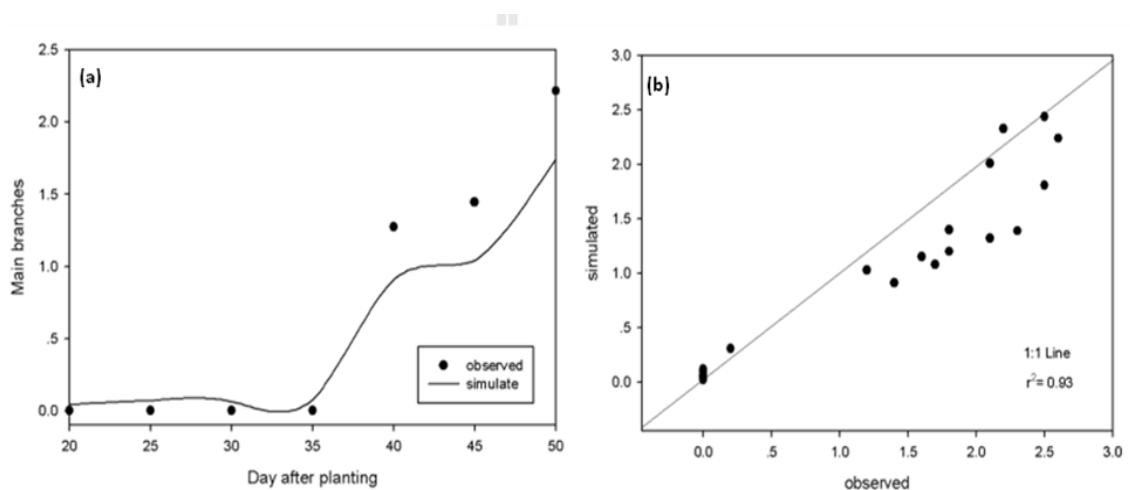 (a)
Main branches
2.5
2.0
1.5
1.0
.5
0.0
20
25
30
35
40
45
50
Day after planting
observed
simulate
(b)
simulated
3.0
2.5
2.0
1.5
1.0
.5
0.0
0.0
.5
1.0
1.5
2.0
2.5
3.0
observed
1:1 Line
r²= 0.93